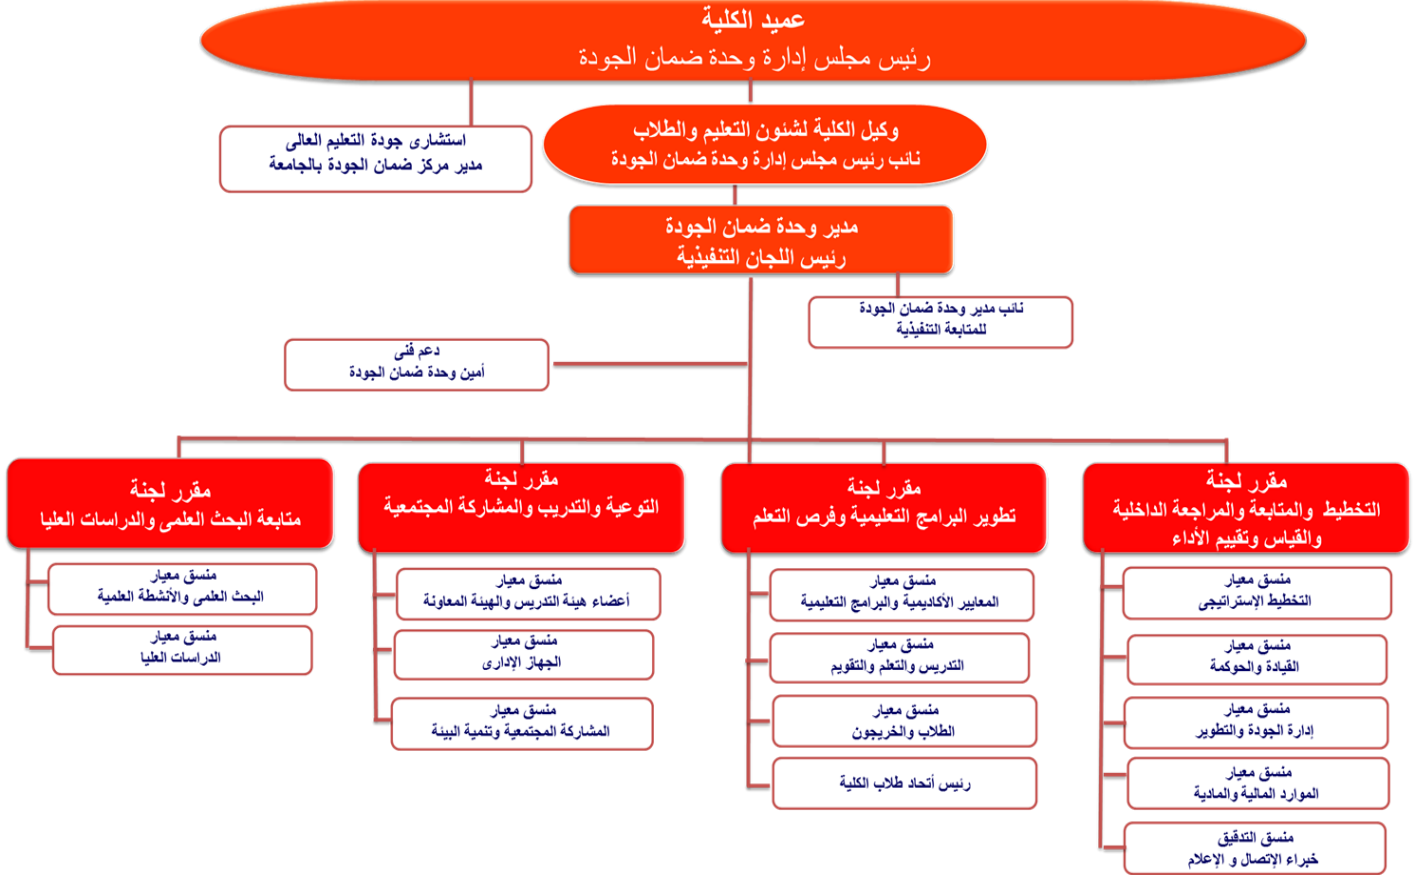 عميد الكلية
رئيس مجلس إدارة وحدة ضمان الجودة
وكيل الكلية لشئون التعليم والطلاب
نائب رئيس مجلس إدارة وحدة ضمان الجودة
استشارى جودة التعليم العالى
مدير مركز ضمان الجودة بالجامعة
مدير وحدة ضمان الجودة
رئيس اللجان التنفيذية
نائب مدير وحدة ضمان الجودة
للمتابعة التنفيذية
دعم فنى
أمين وحدة ضمان الجودة
مقرر لجنة
التخطيط والمتابعة والمراجعة الداخلية
والقياس وتقييم الأداء
منسق معيار
التخطيط الإستراتيجى
منسق معيار
القيادة والحوكمة
منسق معيار
إدارة الجودة والتطوير
منسق معيار
الموارد المالية والمادية
منسق التدقيق
خبراء الإتصال و الإعلام
مقرر لجنة
تطوير البرامج التعليمية وفرص التعلم
منسق معيار
المعايير الأكاديمية والبرامج التعليمية
منسق معيار
التدريس والتعلم والتقويم
منسق معيار
الطلاب والخريجون
رئيس أتحاد طلاب الكلية
مقرر لجنة
التوعية والتدريب والمشاركة المجتمعية
منسق معيار
أعضاء هيئة التدريس والهيئة المعاونة
منسق معيار
الجهاز الإدارى
منسق معيار
المشاركة المجتمعية وتنمية البيئة
مقرر لجنة
متابعة البحث العلمى والدراسات العليا
منسق معيار
البحث العلمى والأنشطة العلمية
منسق معيار
الدراسات العليا